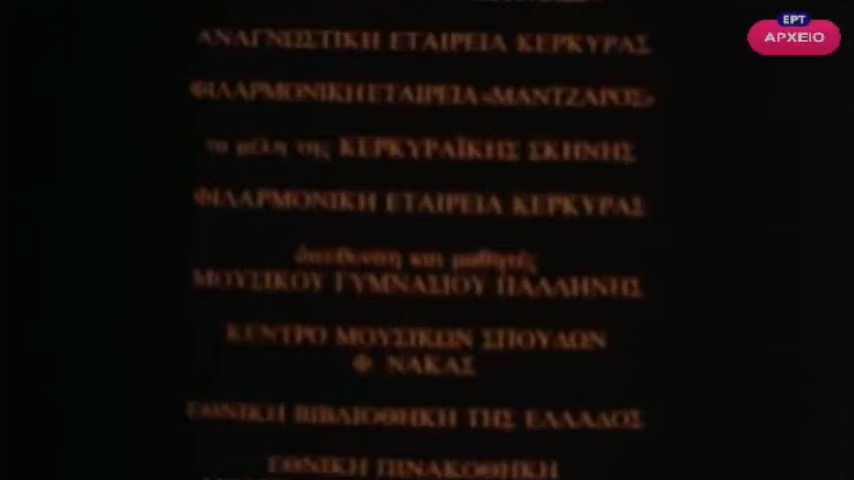 ΕΡΤ
ΑΡΧΕΙΟ
ΑΝΑΓΝΩΣΤΙΚΗ ΕΤΑΙΡΕΙΑ ΚΕΡΚΥΡΑΣ
ΦΙΛΑΡΜΟΝΙΚΗ ΕΤΑΙΡΕΙΑ «ΜΑΝΤΖΑΡΟΣ»
τα μέλη της ΚΕΡΚΥΡΑΪΚΗΣ ΣΚΗΝΗΣ
ΦΙΛΑΡΜΟΝΙΚΗ ΕΤΑΙΡΕΙΑ ΚΕΡΚΥΡΑΣ
διεύθυνση και μαθητές
ΜΟΥΣΙΚΟΥ ΓΥΜΝΑΣΙΟΥ ΠΑΛΛΗΝΗΣ
ΚΕΝΤΡΟ ΜΟΥΣΙΚΩΝ ΣΠΟΥΔΩΝ
Φ. ΝΑΚΑΣ
ΕΘΝΙΚΗ ΒΙΒΛΙΟΘΗΚΗ ΤΗΣ ΕΛΛΑΔΟΣ
ΕΘΝΙΚΗ ΠΙΝΑΚΟΘΗΚΗ